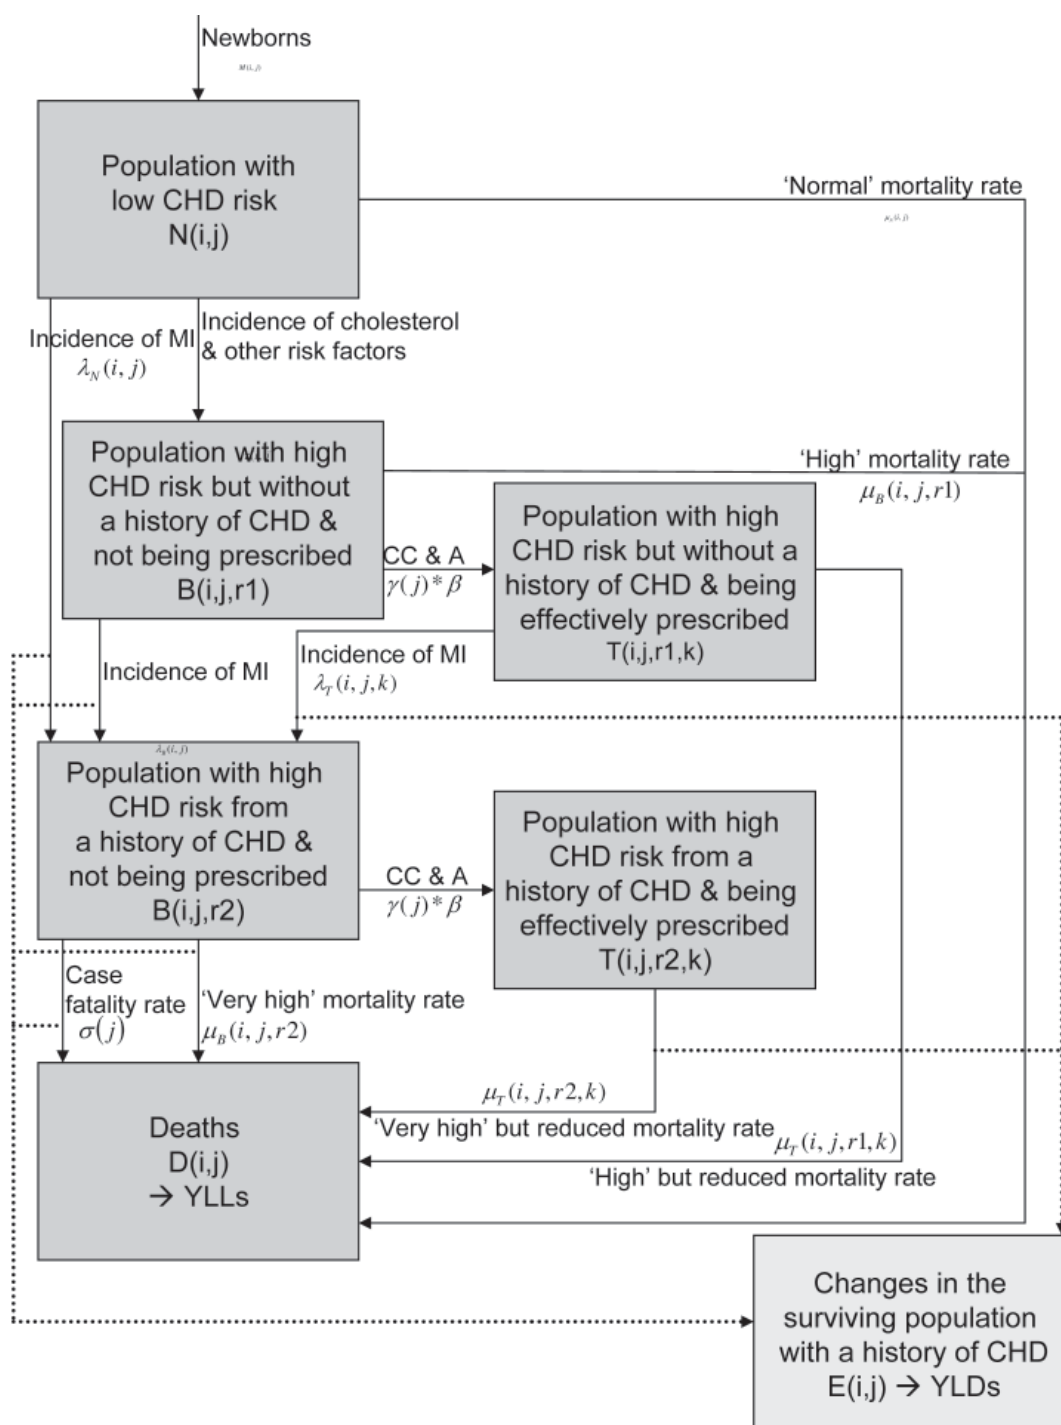 Newborns
Population with
low CHD risk
N(i,j)
'Normal' mortality rate
Incidence of MI
λ_N(i, j)
Incidence of cholesterol
& other risk factors
Population with high
CHD risk but without
a history of CHD &
not being prescribed
B(i,j,r1)
'High' mortality rate
μ_B(i, j,r1)
CC & A
γ(j)*β
Population with high
CHD risk but without a
history of CHD & being
effectively prescribed
T(i,j,r1,k)
Incidence of MI
Incidence of MI
λ_T(i, j,k)
Population with high
CHD risk from
a history of CHD &
not being prescribed
B(i,j,r2)
CC & A
γ(j)*β
Population with high
CHD risk from a
history of CHD & being
effectively prescribed
T(i,j,r2,k)
Case
fatality rate
σ(j)
'Very high' mortality rate
μ_B(i, j,r2)
μ_T(i, j,r2,k)
'Very high' but reduced mortality rate
μ_T(i, j,r1,k)
'High' but reduced mortality rate
Deaths
D(i,j)
→ YLLs
Changes in the
surviving population
with a history of CHD
E(i,j) → YLDs